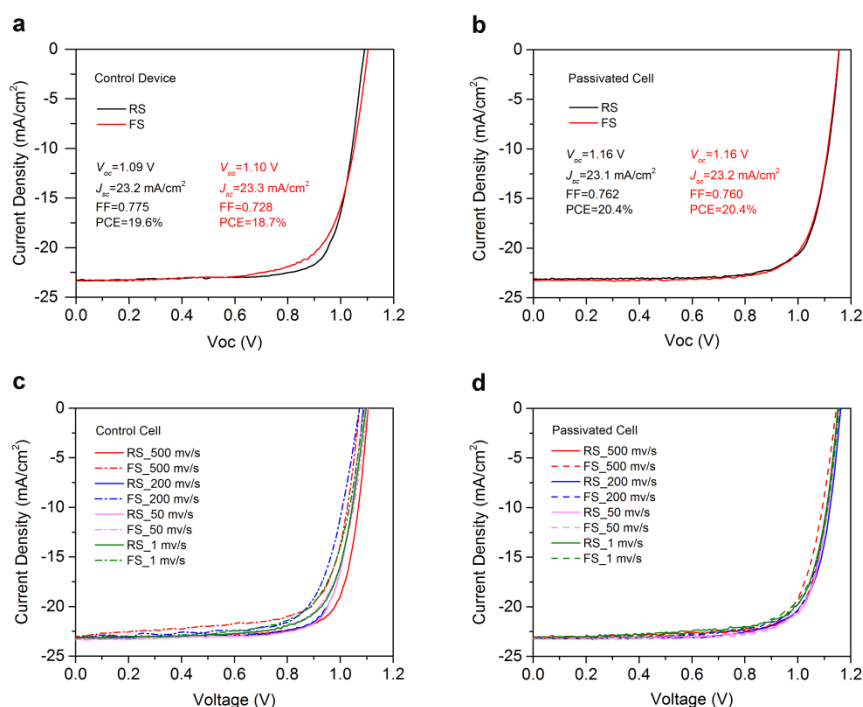 a
Control Device
RS
FS
Voc=1.09 V
Jsc=23.2 mA/cm²
FF=0.775
PCE=19.6%
Voc=1.10 V
Jsc=23.3 mA/cm²
FF=0.728
PCE=18.7%
0
-5
-10
-15
-20
-25
Current Density (mA/cm²)
0.0 0.2 0.4 0.6 0.8 1.0 1.2
Voc (V)
b
Passivated Cell
RS
FS
Voc=1.16 V
Jsc=23.1 mA/cm²
FF=0.762
PCE=20.4%
Voc=1.16 V
Jsc=23.2 mA/cm²
FF=0.760
PCE=20.4%
0
-5
-10
-15
-20
-25
Current Density (mA/cm²)
0.0 0.2 0.4 0.6 0.8 1.0 1.2
Voc (V)
c
Control Cell
RS_500 mv/s
FS_500 mv/s
RS_200 mv/s
FS_200 mv/s
RS_50 mv/s
FS_50 mv/s
RS_1 mv/s
FS_1 mv/s
0
-5
-10
-15
-20
-25
Current Density (mA/cm²)
0.0 0.2 0.4 0.6 0.8 1.0 1.2
Voltage (V)
d
Passivated Cell
RS_500 mv/s
FS_500 mv/s
RS_200 mv/s
FS_200 mv/s
RS_50 mv/s
FS_50 mv/s
RS_1 mv/s
FS_1 mv/s
0
-5
-10
-15
-20
-25
Current Density (mA/cm²)
0.0 0.2 0.4 0.6 0.8 1.0 1.2
Voltage (V)